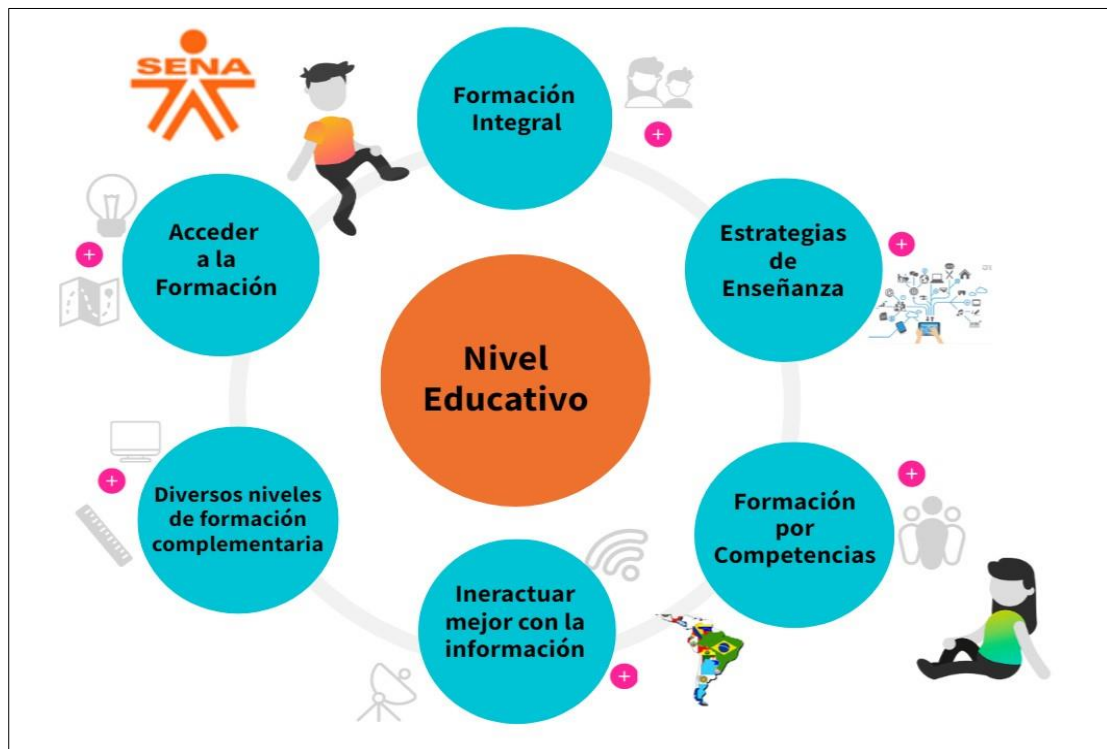 SENA
Formación
Integral
Estrategias
de
Enseñanza
Formación
por
Competencias
Ineractuar
mejor con la
información
Diversos niveles
de formación
complementaria
Acceder
a la
Formación
Nivel
Educativo